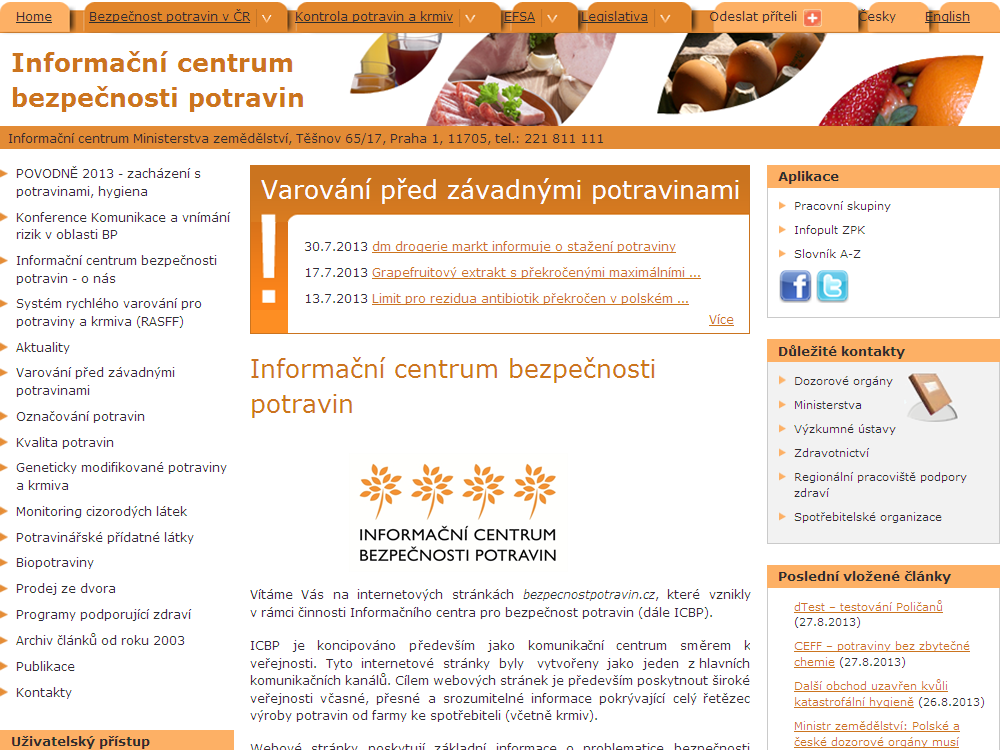 Home
Bezpečnost potravin v ČR
Kontrola potravin a krmiv
EFSA
Legislativa
Odeslat příteli
Česky
English
Informační centrum
bezpečnosti potravin
Informační centrum Ministerstva zemědělství, Těšnov 65/17, Praha 1, 11705, tel.: 221 811 111
POVODNĚ 2013 - zacházení s
potravinami, hygiena
Konference Komunikace a vnímání
rizik v oblasti BP
Informační centrum bezpečnosti
potravin - o nás
Systém rychlého varování pro
potraviny a krmiva (RASFF)
Aktuality
Varování před závadnými
potravinami
Označování potravin
Kvalita potravin
Geneticky modifikované potraviny
a krmiva
Monitoring cizorodých látek
Potravinářské přídatné látky
Biopotraviny
Prodej ze dvora
Programy podporující zdraví
Archiv článků od roku 2003
Publikace
Kontakty
Uživatelský přístup
Varování před závadnými potravinami
!
30.7.2013 dm drogerie markt informuje o stažení potraviny
17.7.2013 Grapefruitový extrakt s překročenými maximálními ...
13.7.2013 Limit pro rezidua antibiotik překročen v polském ...
Více
Informační centrum bezpečnosti
potravin
INFORMAČNÍ CENTRUM
BEZPEČNOSTI POTRAVIN
Vítáme Vás na internetových stránkách bezpecnostpotravin.cz, které vznikly
v rámci činnosti Informačního centra pro bezpečnost potravin (dále ICBP).
ICBP je koncipováno především jako komunikační centrum směrem k
veřejnosti. Tyto internetové stránky byly vytvořeny jako jeden z hlavních
komunikačních kanálů. Cílem webových stránek je především poskytnout široké
veřejnosti včasné, přesné a srozumitelné informace pokrývající celý řetězec
výroby potravin od farmy ke spotřebiteli (včetně krmiv).
Webové stránky poskytují základní informace o problematice bezpečnosti
Aplikace
Pracovní skupiny
Infopult ZPK
Slovník A-Z
Důležité kontakty
Dozorové orgány
Ministerstva
Výzkumné ústavy
Zdravotnictví
Regionální pracoviště podpory
zdraví
Spotřebitelské organizace
Poslední vložené články
dTest – testování Poličanů
(27.8.2013)
CEFF – potraviny bez zbytečné
chemie (27.8.2013)
Další obchod uzavřen kvůli
katastrofální hygieně (26.8.2013)
Ministr zemědělství: Polské a
české dozorové orgány musí